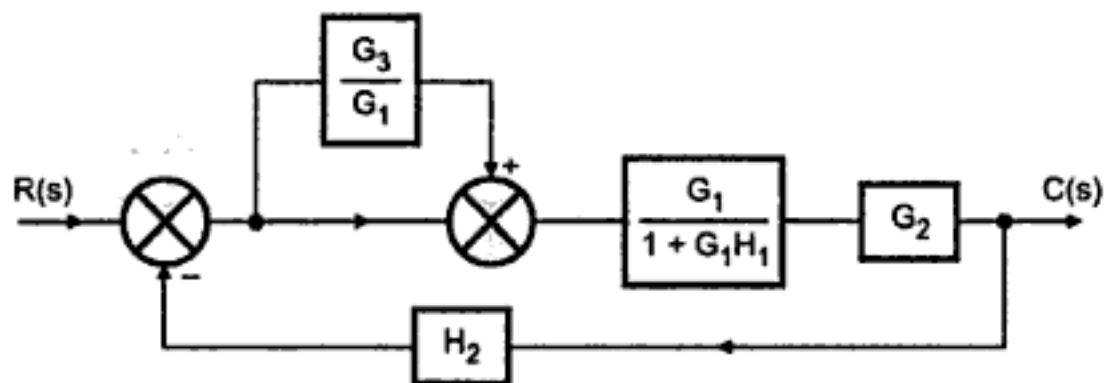 G₃
G₁
+
R(s)
G₁
1 + G₁H₁
G₂
C(s)
–
H₂